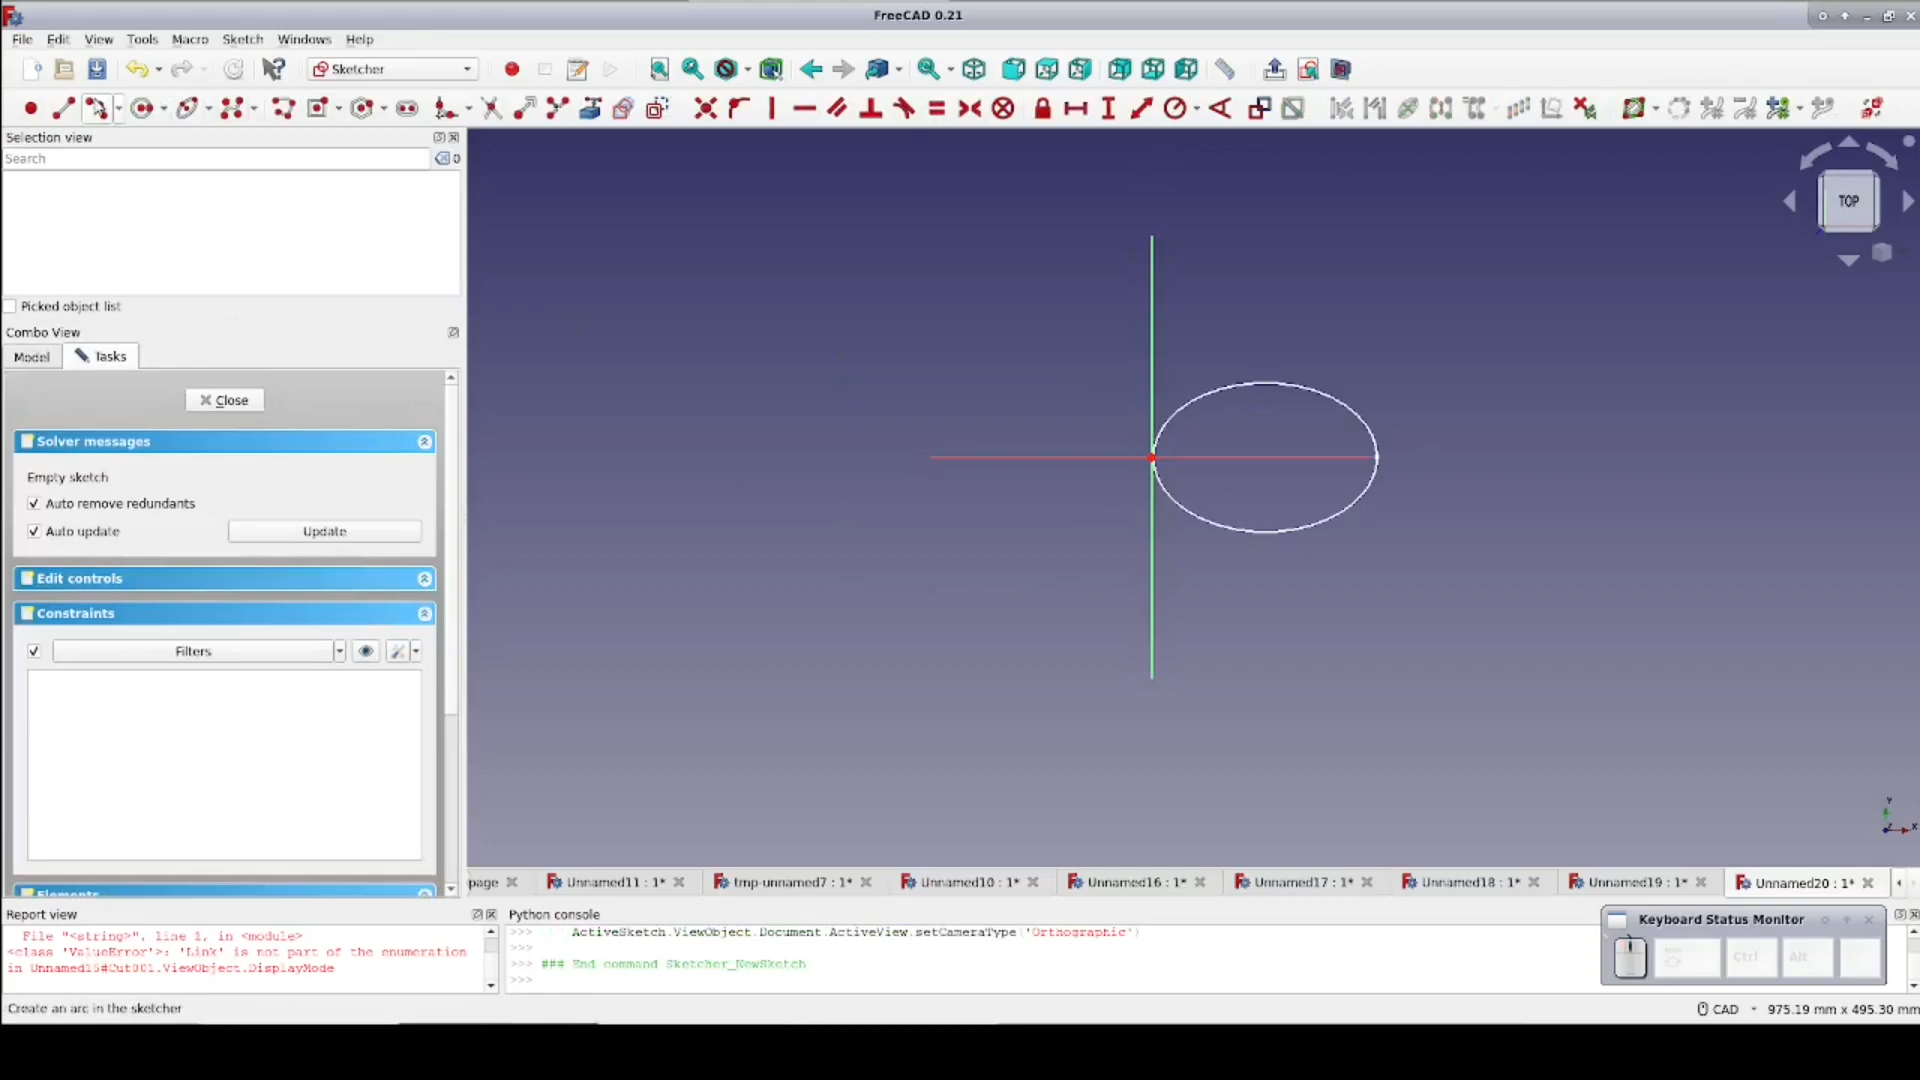 FreeCAD 0.21
File Edit View Tools Macro Sketch Windows Help
Sketcher
Selection view
Search
0
TOP
Picked object list
Combo View
Model Tasks
Close
Solver messages
Empty sketch
Auto remove redundants
Auto update Update
Edit controls
Constraints
Filters
Elements
Y
Z X
page Unnamed11 : 1* tmp-unnamed7 : 1* Unnamed10 : 1* Unnamed16 : 1* Unnamed17 : 1* Unnamed18 : 1* Unnamed19 : 1* Unnamed20 : 1*
Report view
File "<string>", line 1, in <module>
<class 'ValueError'>: 'Link' is not part of the enumeration
in Unnamed15#Cut001.ViewObject.DisplayMode
Python console
>>> ActiveSketch.ViewObject.Document.ActiveView.setCameraType('Orthographic')
>>>
>>> ### End command Sketcher_NewSketch
>>>
Keyboard Status Monitor
Ctrl Alt
Create an arc in the sketcher
CAD 975.19 mm x 495.30 mm